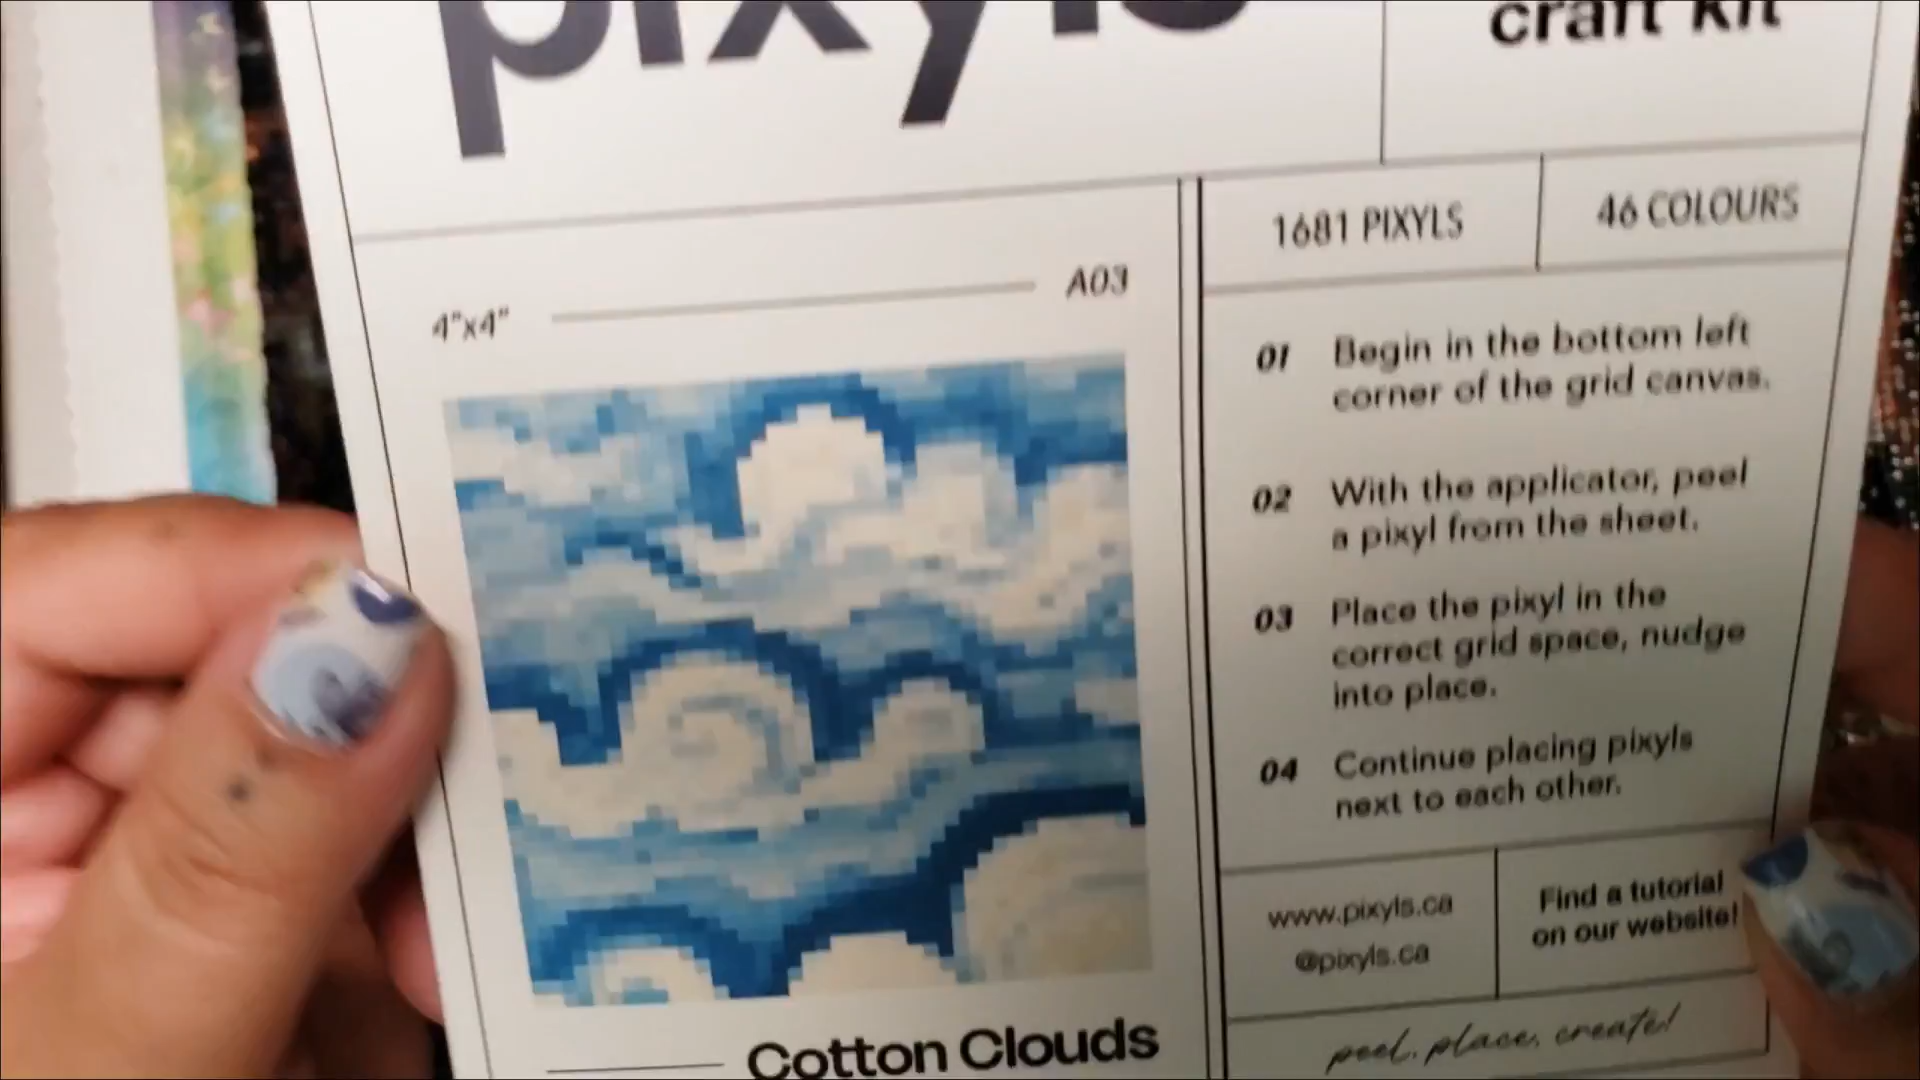 pixyls
craft kit
1681 PIXYLS
46 COLOURS
4"x4"
A03
Cotton Clouds
01 Begin in the bottom left
corner of the grid canvas.
02 With the applicator, peel
a pixyl from the sheet.
03 Place the pixyl in the
correct grid space, nudge
into place.
04 Continue placing pixyls
next to each other.
www.pixyls.ca
@pixyls.ca
Find a tutorial
on our website!
peel, place, create!